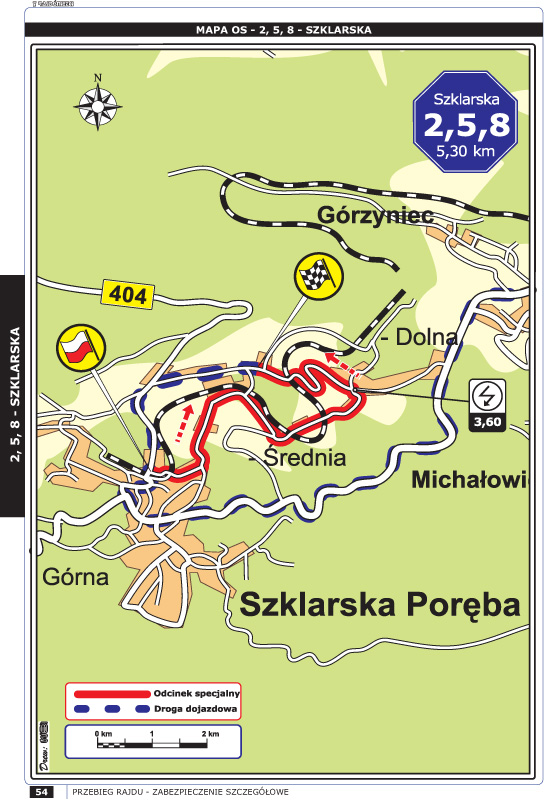 MAPA OS - 2, 5, 8 - SZKLARSKA
N
Szklarska
2,5,8
5,30 km
Górzyniec
404
- Dolna
3,60
- Średnia
Michałowi
Górna
Szklarska Poręba
Odcinek specjalny
Droga dojazdowa
0 km
1
2 km
2, 5, 8 - SZKLARSKA
54
PRZEBIEG RAJDU - ZABEZPIECZENIE SZCZEGÓŁOWE